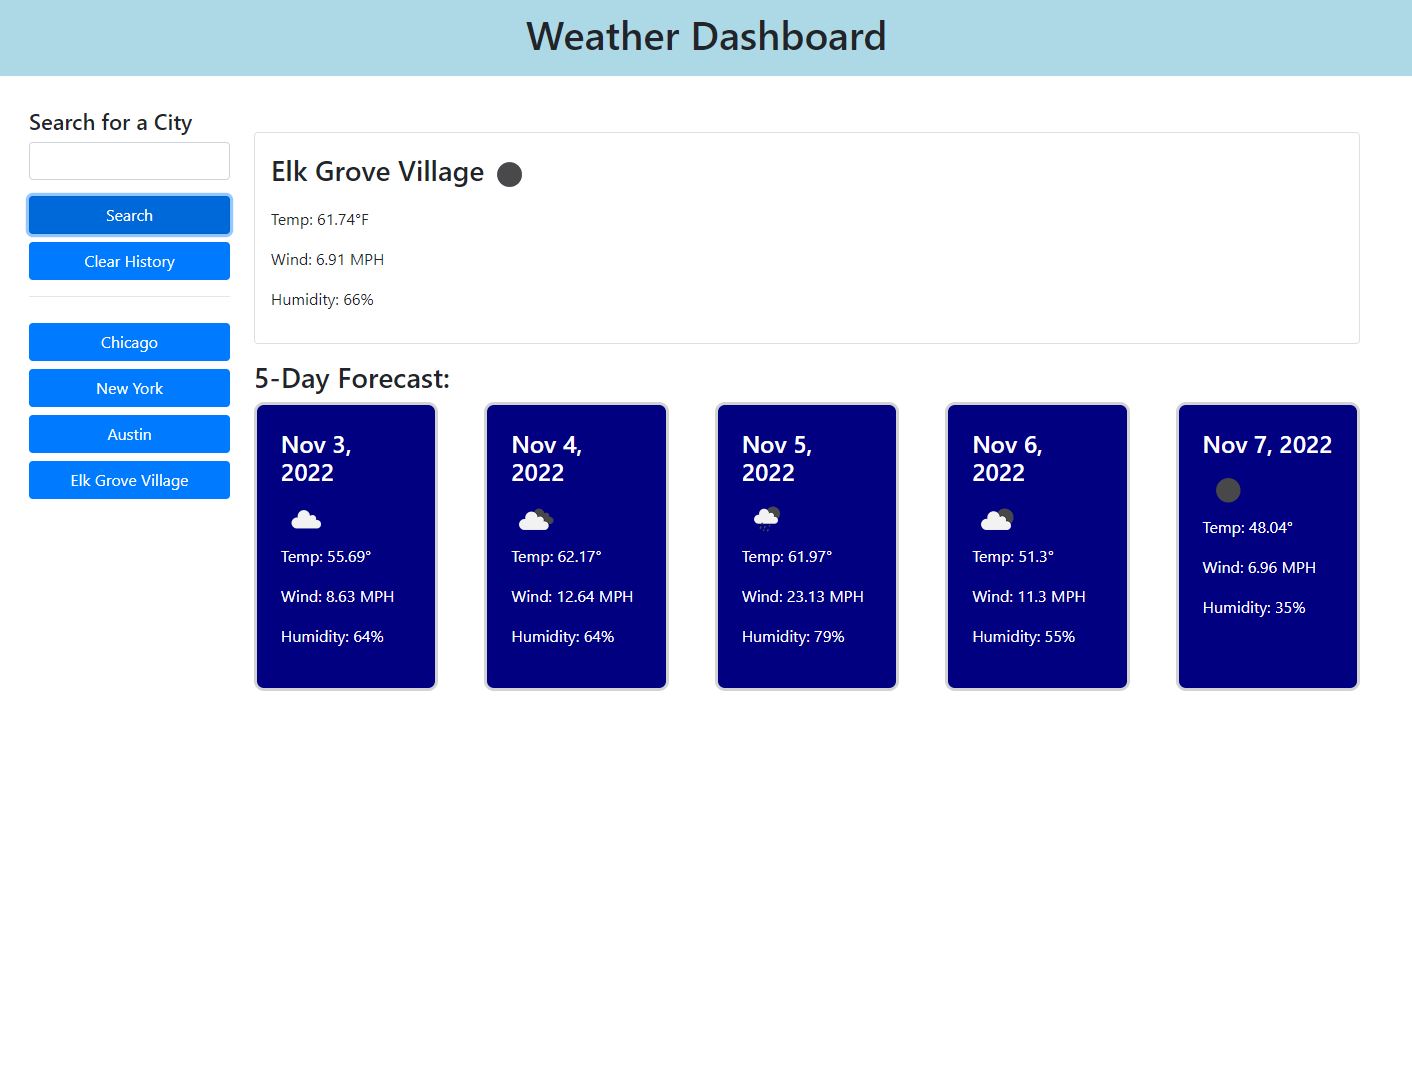 Weather Dashboard
Search for a City
Search
Clear History
Chicago
New York
Austin
Elk Grove Village
Elk Grove Village
Temp: 61.74°F
Wind: 6.91 MPH
Humidity: 66%
5-Day Forecast:
Nov 3,
2022
Temp: 55.69°
Wind: 8.63 MPH
Humidity: 64%
Nov 4,
2022
Temp: 62.17°
Wind: 12.64 MPH
Humidity: 64%
Nov 5,
2022
Temp: 61.97°
Wind: 23.13 MPH
Humidity: 79%
Nov 6,
2022
Temp: 51.3°
Wind: 11.3 MPH
Humidity: 55%
Nov 7, 2022
Temp: 48.04°
Wind: 6.96 MPH
Humidity: 35%